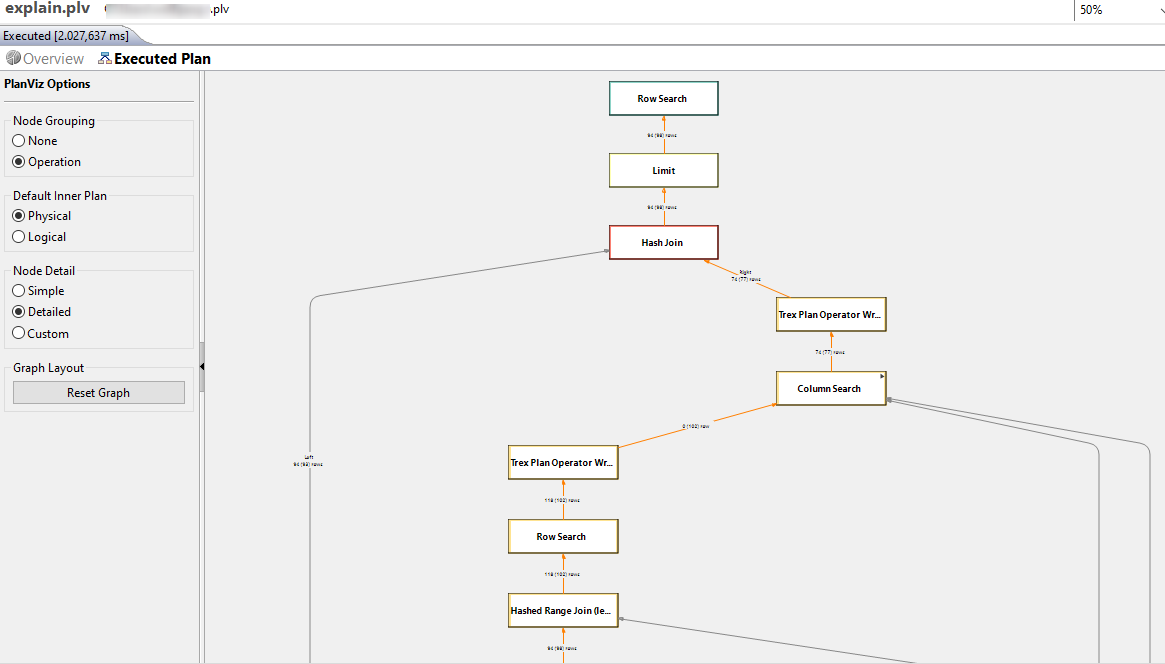 explain.plv
.plv
50%
Executed [2.027,637 ms]
Overview
Executed Plan
PlanViz Options
Node Grouping
None
Operation
Default Inner Plan
Physical
Logical
Node Detail
Simple
Detailed
Custom
Graph Layout
Reset Graph
Row Search
94 (98) rows
Limit
94 (98) rows
Hash Join
Right
74 (77) rows
Trex Plan Operator Wr...
74 (77) rows
Column Search
0 (102) row
Left
94 (98) rows
Trex Plan Operator Wr...
118 (102) rows
Row Search
118 (102) rows
Hashed Range Join (le...
94 (98) rows